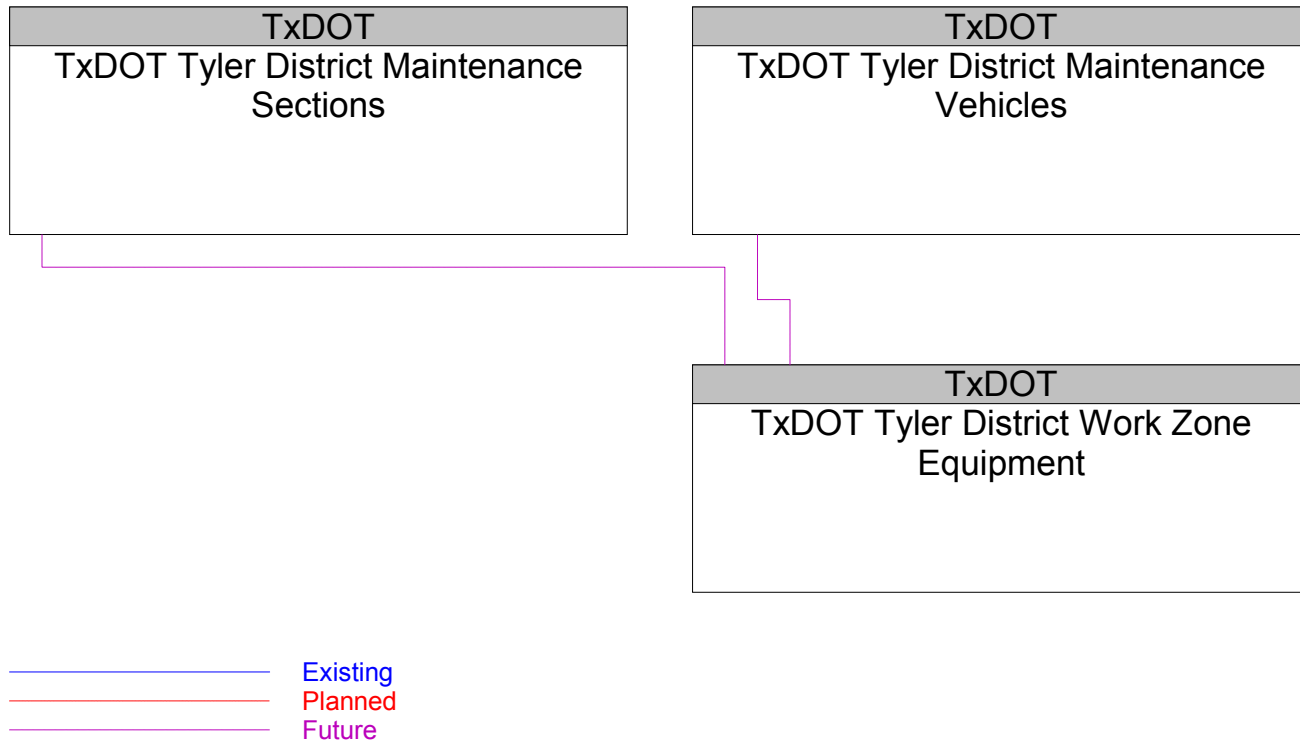 TxDOT
TxDOT Tyler District Maintenance
Sections
TxDOT
TxDOT Tyler District Maintenance
Vehicles
TxDOT
TxDOT Tyler District Work Zone
Equipment
Existing
Planned
Future